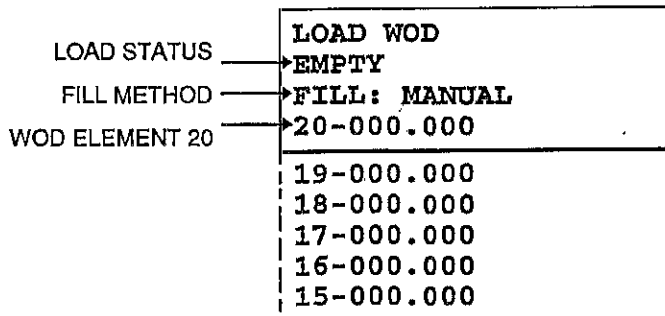 LOAD WOD
LOAD STATUS EMPTY
FILL METHOD FILL: MANUAL
WOD ELEMENT 20 20-000.000
19-000.000
18-000.000
17-000.000
16-000.000
15-000.000